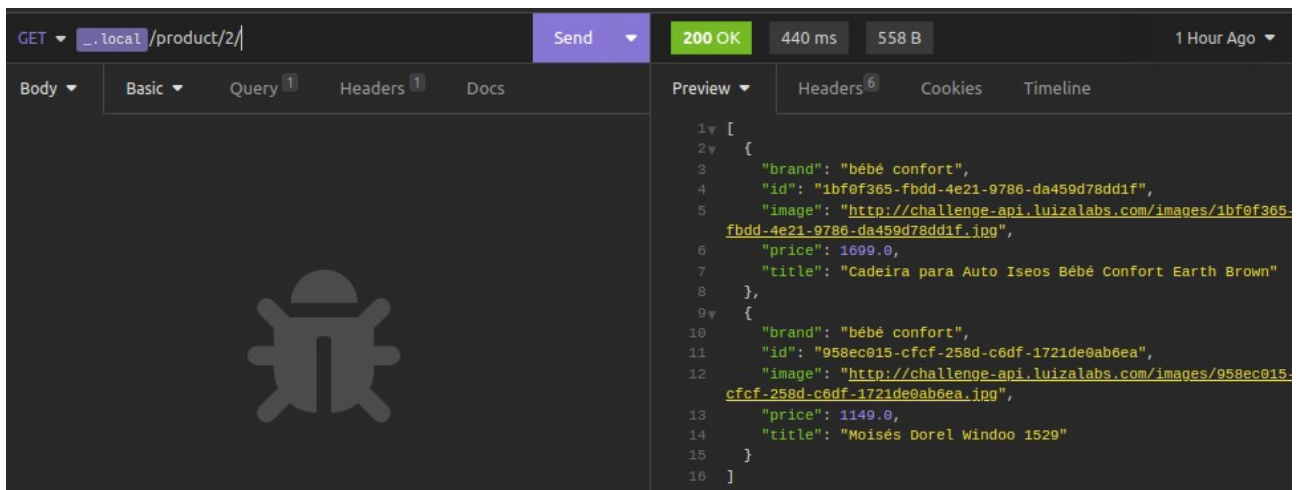 GET _.local /product/2/ Send 200 OK 440 ms 558 B 1 Hour Ago
Body Basic Query 1 Headers 1 Docs Preview Headers 6 Cookies Timeline
1 [
2 {
3 "brand": "bébé confort",
4 "id": "1bf0f365-fbdd-4e21-9786-da459d78dd1f",
5 "image": "http://challenge-api.luizalabs.com/images/1bf0f365-
fbdd-4e21-9786-da459d78dd1f.jpg",
6 "price": 1699.0,
7 "title": "Cadeira para Auto Iseos Bébé Confort Earth Brown"
8 },
9 {
10 "brand": "bébé confort",
11 "id": "958ec015-cfcf-258d-c6df-1721de0ab6ea",
12 "image": "http://challenge-api.luizalabs.com/images/958ec015-
cfcf-258d-c6df-1721de0ab6ea.jpg",
13 "price": 1149.0,
14 "title": "Moisés Dorel Windoo 1529"
15 }
16 ]